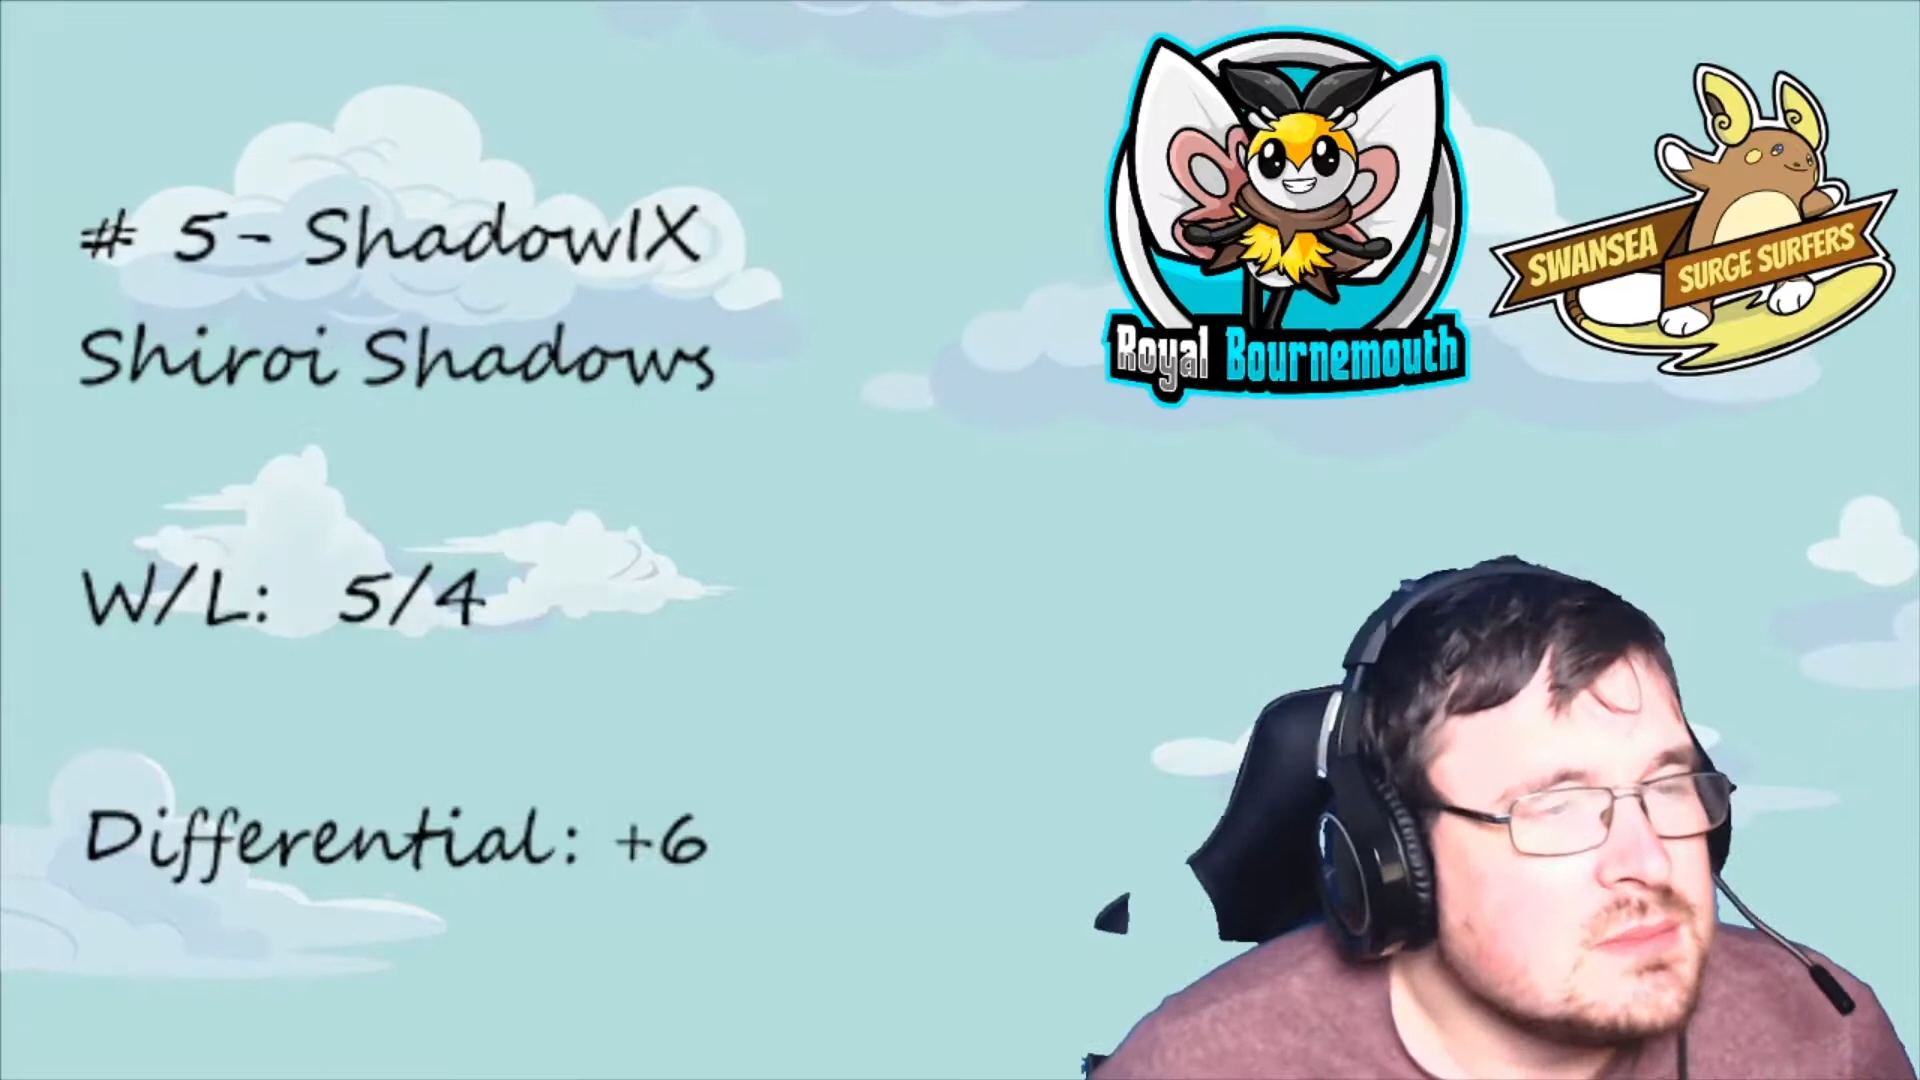 # 5 - ShadowIX
Shiroi Shadows
W/L: 5/4
Differential: +6
Royal Bournemouth
SWANSEA
SURGE SURFERS